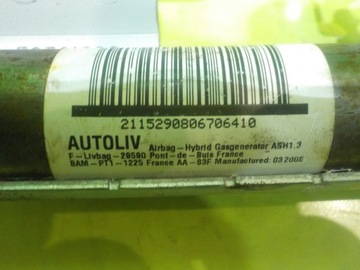 2115290806706410
AUTOLIV Airbag-Hybrid Gasgenerator ASH1.3
F-Livbag-29590 Pont-de-Buis France
BAM-PT1-1225 France AA-83F Manufactured: 03 2005